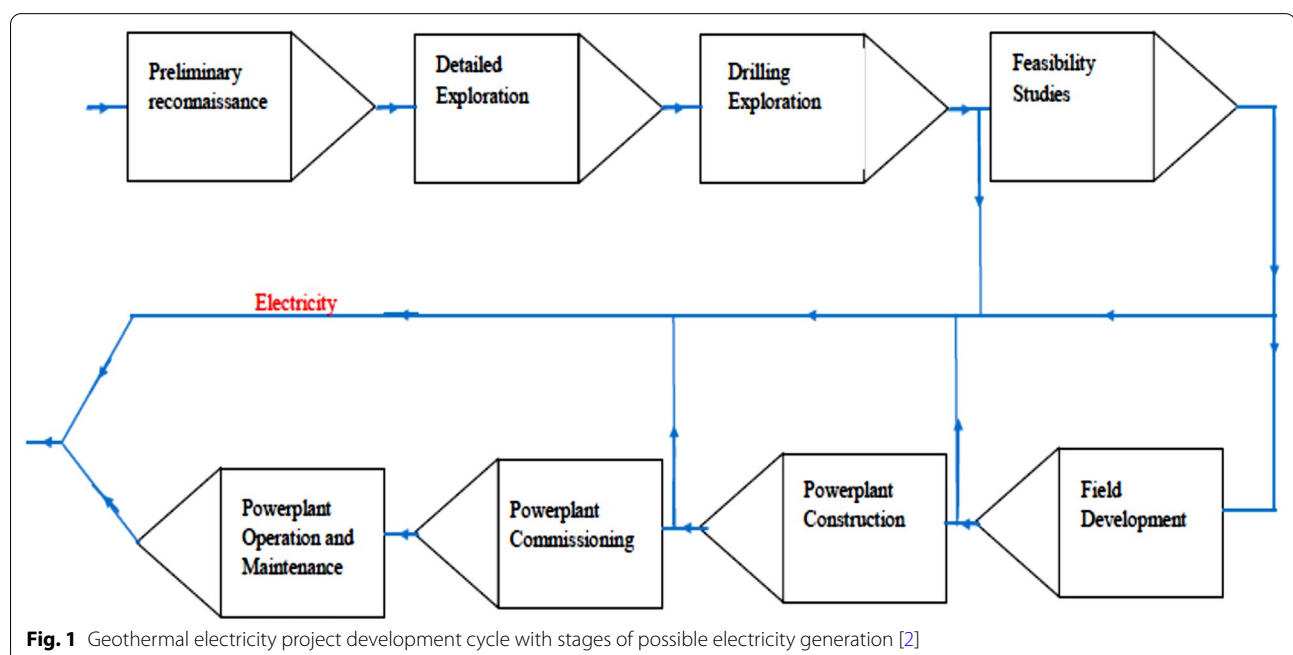 Preliminary
reconnaissance
Detailed
Exploration
Drilling
Exploration
Feasibility
Studies
Electricity
Powerplant
Operation and
Maintenance
Powerplant
Commissioning
Powerplant
Construction
Field
Development
Fig. 1 Geothermal electricity project development cycle with stages of possible electricity generation [2]